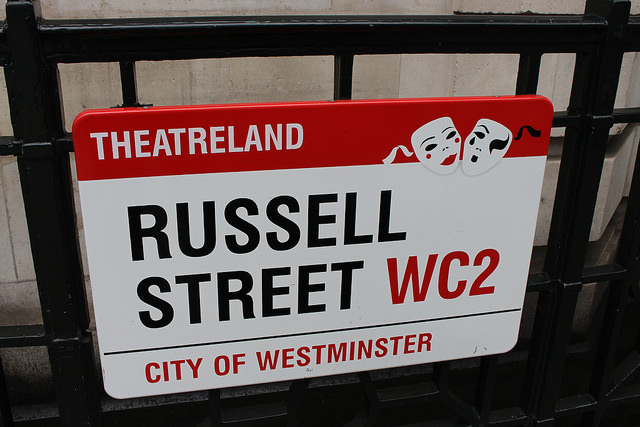 THEATRELAND
RUSSELL
STREET WC2
CITY OF WESTMINSTER